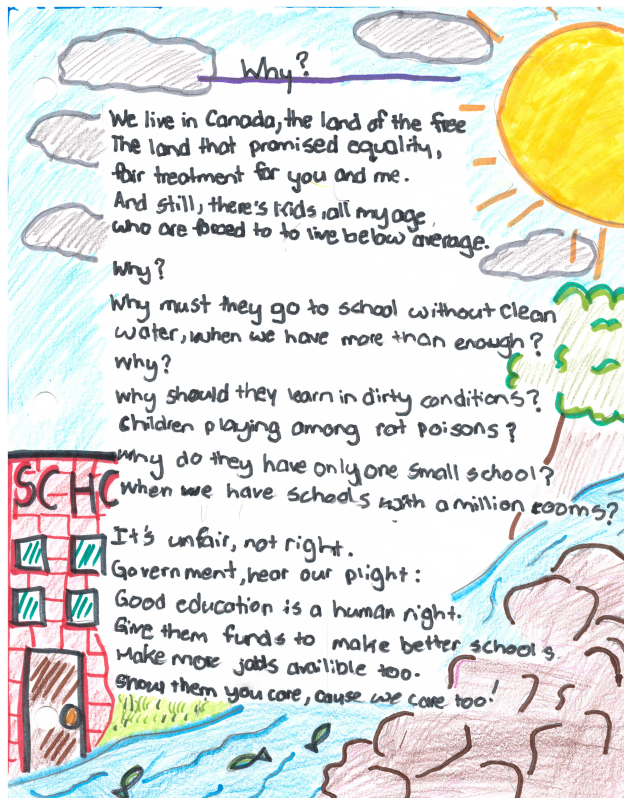 Why?
We live in Canada, the land of the free
The land that promised equality,
fair treatment for you and me.
And still, there's kids, all my age,
who are forced to to live below average.
Why?
Why must they go to school without clean
water, when we have more than enough?
Why?
why should they learn in dirty conditions?
Children playing among rat poisons?
Why do they have only one small school?
When we have schools with a million rooms?
It's unfair, not right.
Government, hear our plight:
Good education is a human right.
Give them funds to make better schools.
Make more jobs availible too.
Show them you care, cause we care too!
SCHO